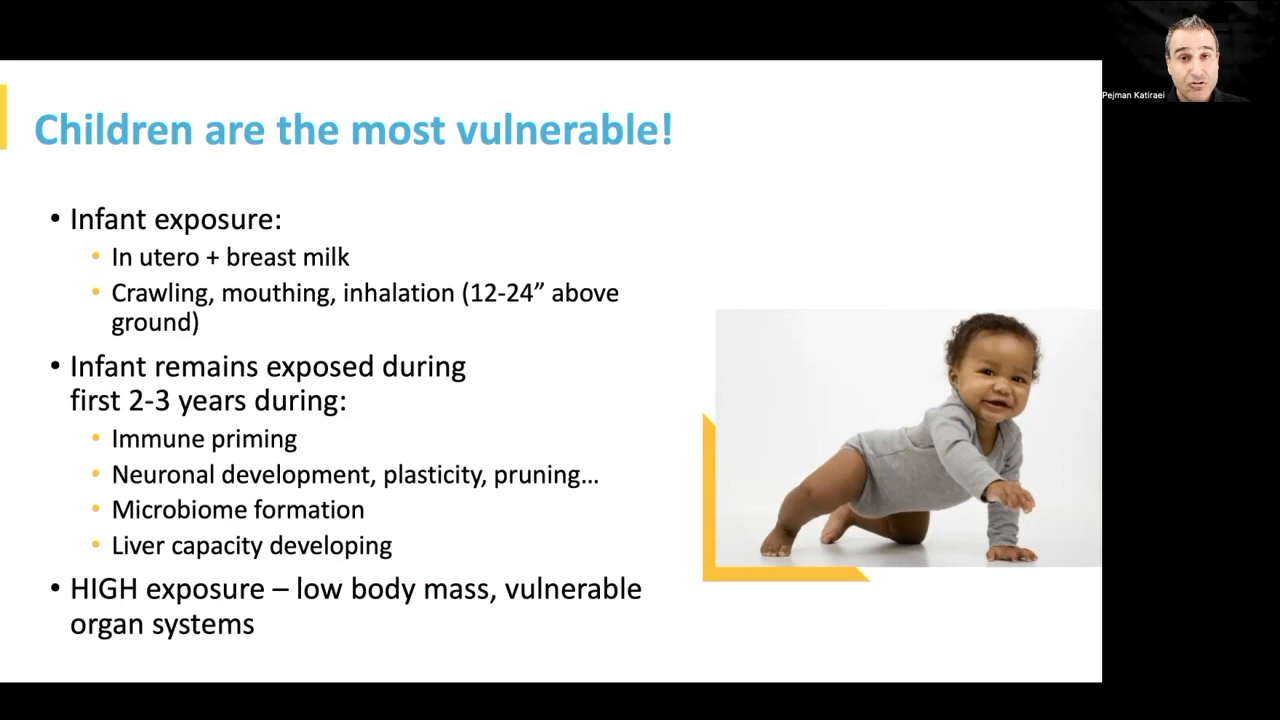 Pejman Katiraei
Children are the most vulnerable!
• Infant exposure:
• In utero + breast milk
• Crawling, mouthing, inhalation (12-24” above
ground)
• Infant remains exposed during
first 2-3 years during:
• Immune priming
• Neuronal development, plasticity, pruning…
• Microbiome formation
• Liver capacity developing
• HIGH exposure – low body mass, vulnerable
organ systems